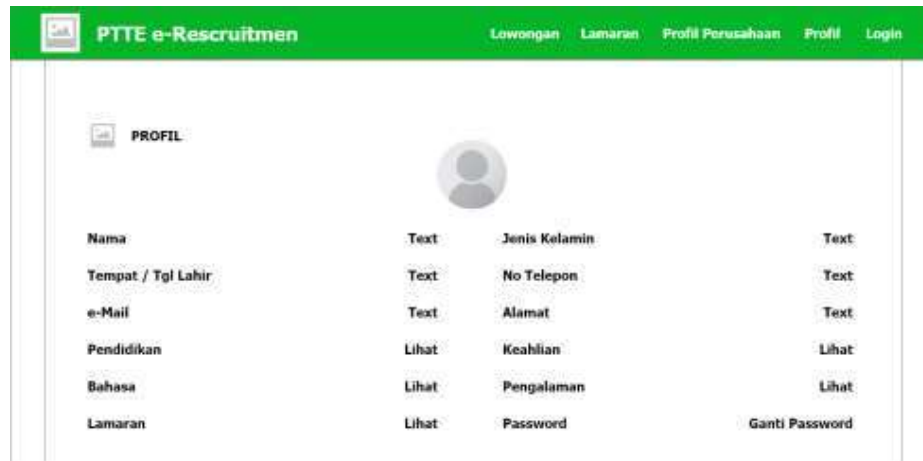 PTTE e-Rescruitmen Lowongan Lamaran Profil Perusahaan Profil Login
PROFIL
Nama Text Jenis Kelamin Text
Tempat / Tgl Lahir Text No Telepon Text
e-Mail Text Alamat Text
Pendidikan Lihat Keahlian Lihat
Bahasa Lihat Pengalaman Lihat
Lamaran Lihat Password Ganti Password